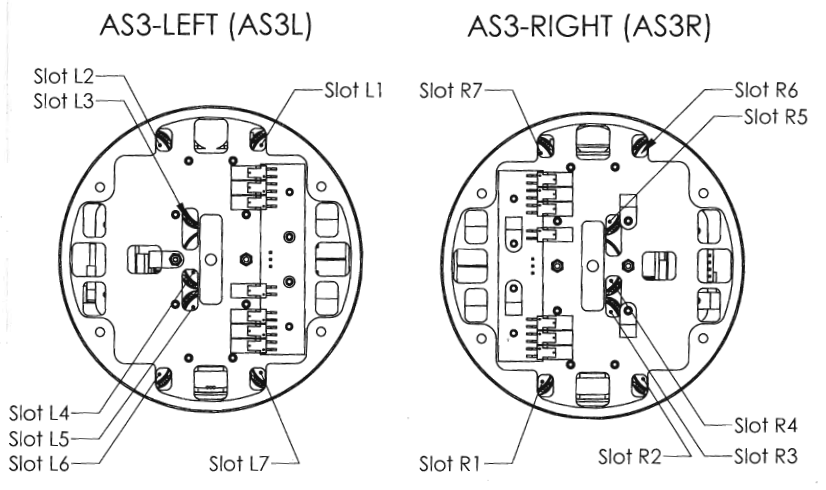 AS3-LEFT (AS3L)
AS3-RIGHT (AS3R)
Slot L2
Slot L3
Slot L1
Slot R7
Slot R6
Slot R5
Slot L4
Slot L5
Slot L6
Slot L7
Slot R1
Slot R2
Slot R4
Slot R3